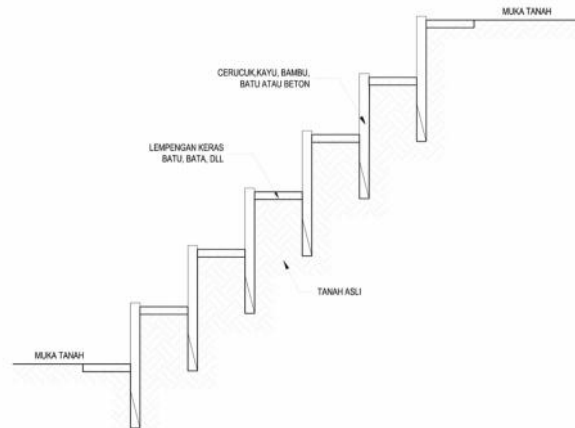 MUKA TANAH
CERUCUK,KAYU, BAMBU,
BATU ATAU BETON
LEMPENGAN KERAS
BATU, BATA, DLL
TANAH ASLI
MUKA TANAH